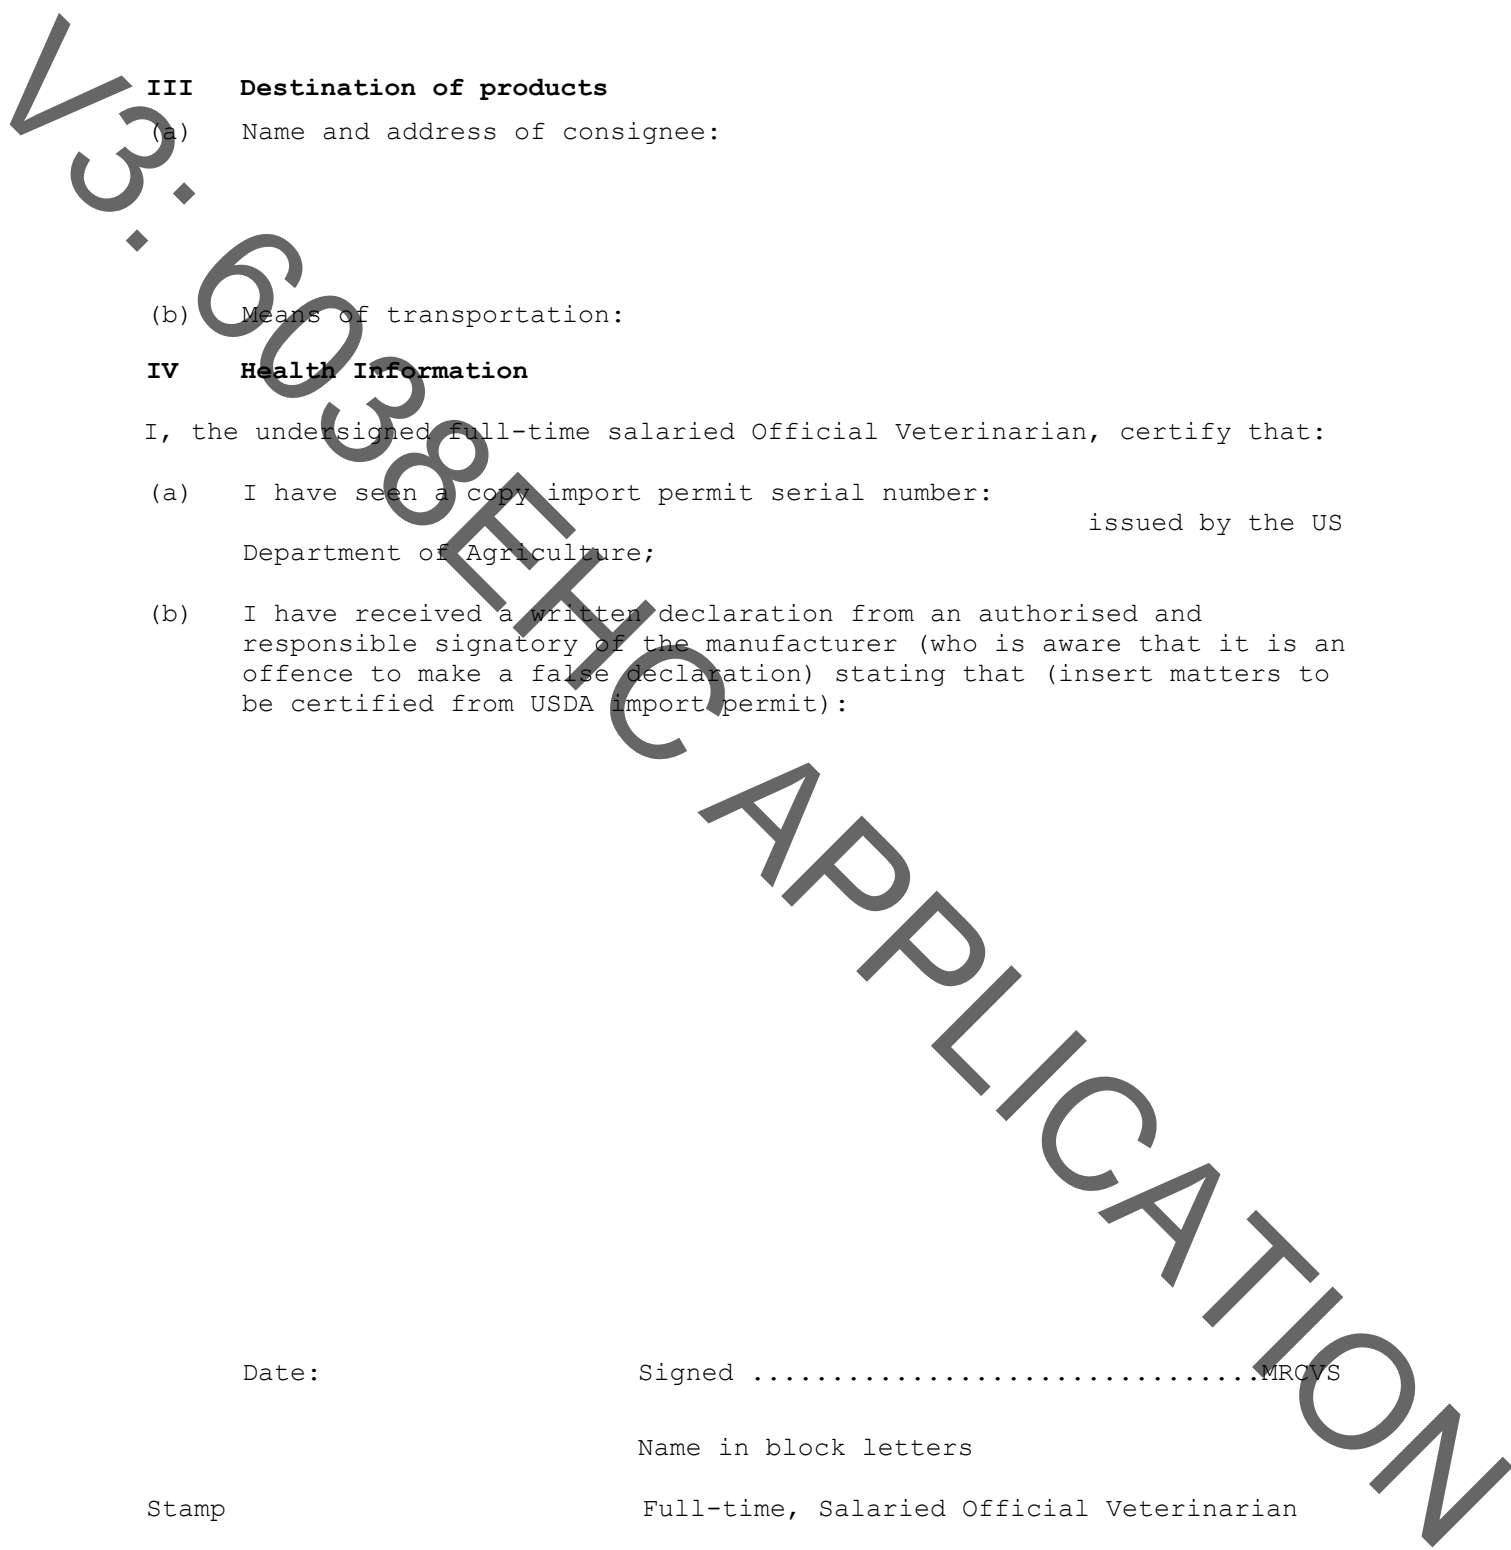 V3: 6038EHC APPLICATION
III Destination of products
(a) Name and address of consignee:
(b) Means of transportation:
IV Health Information
I, the undersigned full-time salaried Official Veterinarian, certify that:
(a) I have seen a copy import permit serial number:
issued by the US
Department of Agriculture;
(b) I have received a written declaration from an authorised and
responsible signatory of the manufacturer (who is aware that it is an
offence to make a false declaration) stating that (insert matters to
be certified from USDA import permit):
Date: Signed ................................MRCVS
Name in block letters
Stamp Full-time, Salaried Official Veterinarian